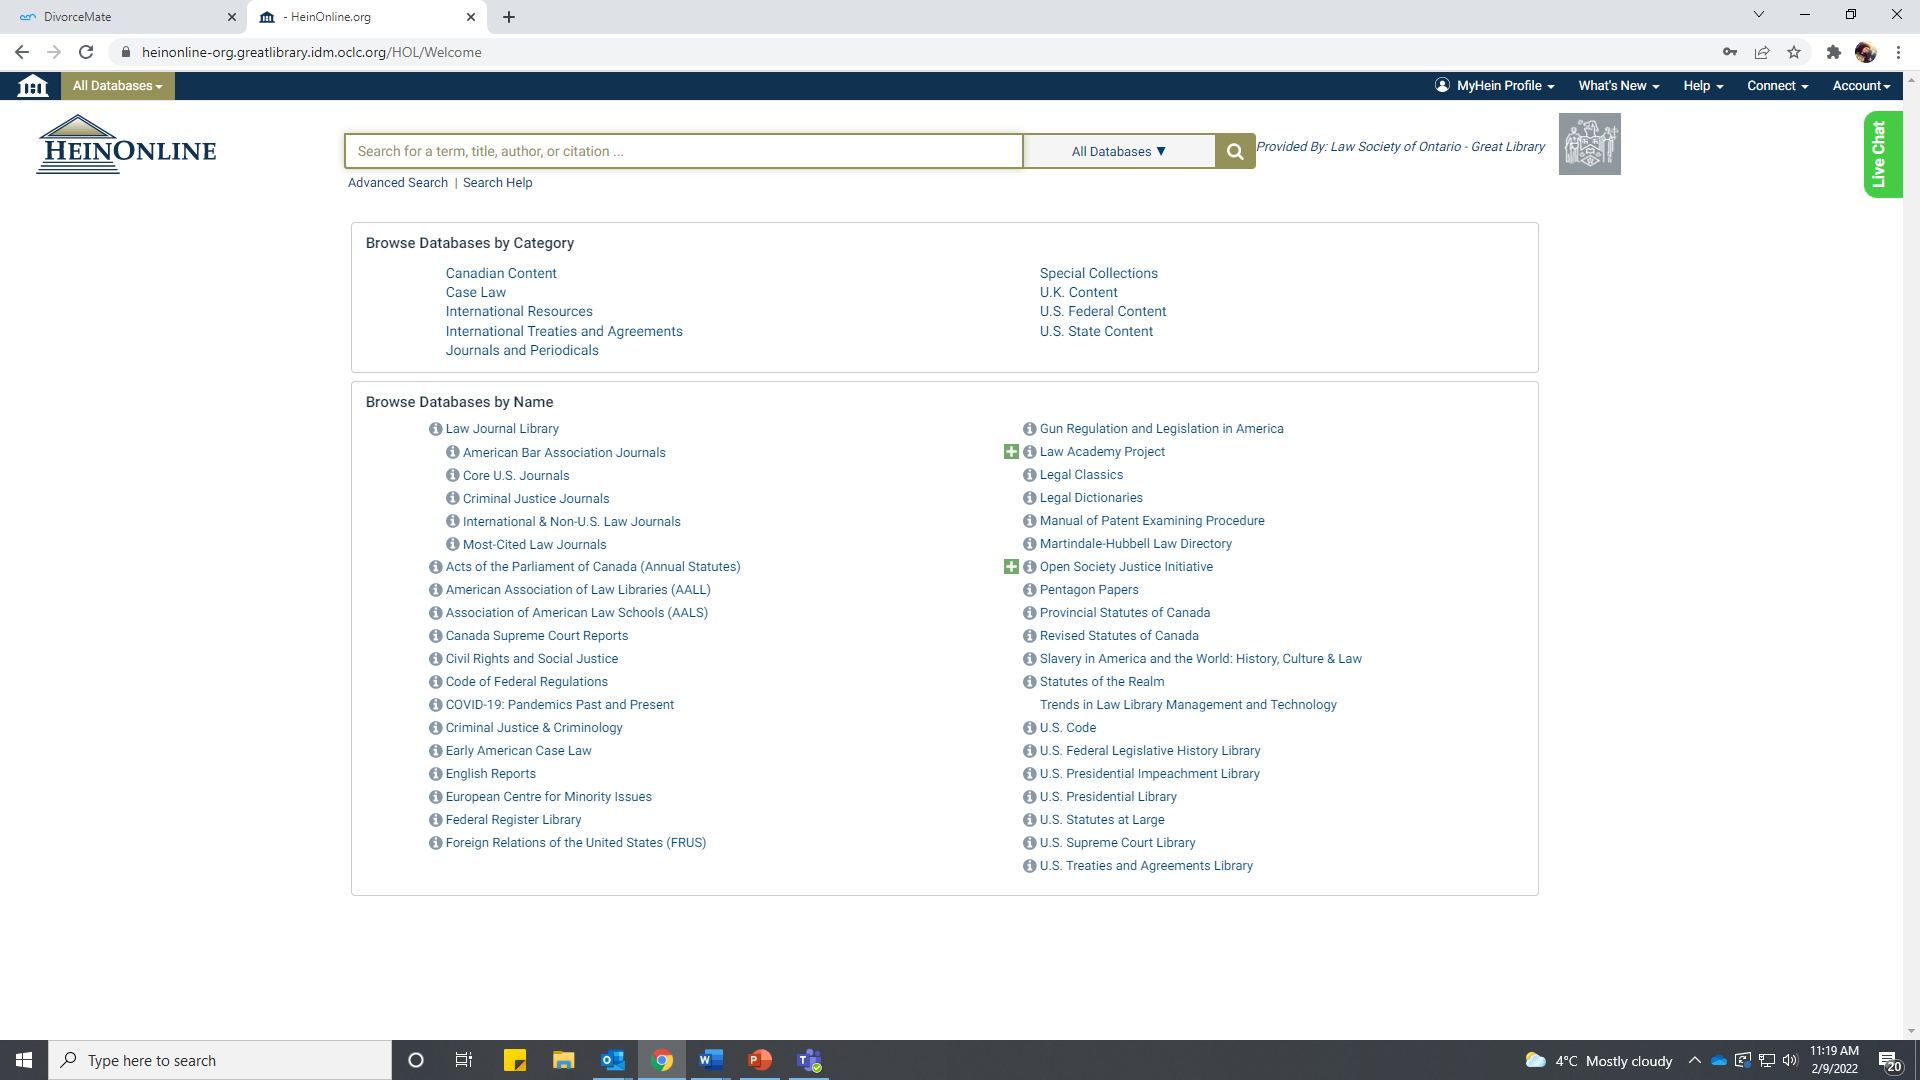 DivorceMate
- HeinOnline.org
heinonline-org.greatlibrary.idm.oclc.org/HOL/Welcome
All Databases
MyHein Profile
What's New
Help
Connect
Account
HEINONLINE
Search for a term, title, author, or citation ...
All Databases ▼
Provided By: Law Society of Ontario - Great Library
Live Chat
Advanced Search | Search Help
Browse Databases by Category
Canadian Content
Case Law
International Resources
International Treaties and Agreements
Journals and Periodicals
Special Collections
U.K. Content
U.S. Federal Content
U.S. State Content
Browse Databases by Name
Law Journal Library
American Bar Association Journals
Core U.S. Journals
Criminal Justice Journals
International & Non-U.S. Law Journals
Most-Cited Law Journals
Acts of the Parliament of Canada (Annual Statutes)
American Association of Law Libraries (AALL)
Association of American Law Schools (AALS)
Canada Supreme Court Reports
Civil Rights and Social Justice
Code of Federal Regulations
COVID-19: Pandemics Past and Present
Criminal Justice & Criminology
Early American Case Law
English Reports
European Centre for Minority Issues
Federal Register Library
Foreign Relations of the United States (FRUS)
Gun Regulation and Legislation in America
Law Academy Project
Legal Classics
Legal Dictionaries
Manual of Patent Examining Procedure
Martindale-Hubbell Law Directory
Open Society Justice Initiative
Pentagon Papers
Provincial Statutes of Canada
Revised Statutes of Canada
Slavery in America and the World: History, Culture & Law
Statutes of the Realm
Trends in Law Library Management and Technology
U.S. Code
U.S. Federal Legislative History Library
U.S. Presidential Impeachment Library
U.S. Presidential Library
U.S. Statutes at Large
U.S. Supreme Court Library
U.S. Treaties and Agreements Library
Type here to search
4°C Mostly cloudy
11:19 AM
2/9/2022
20